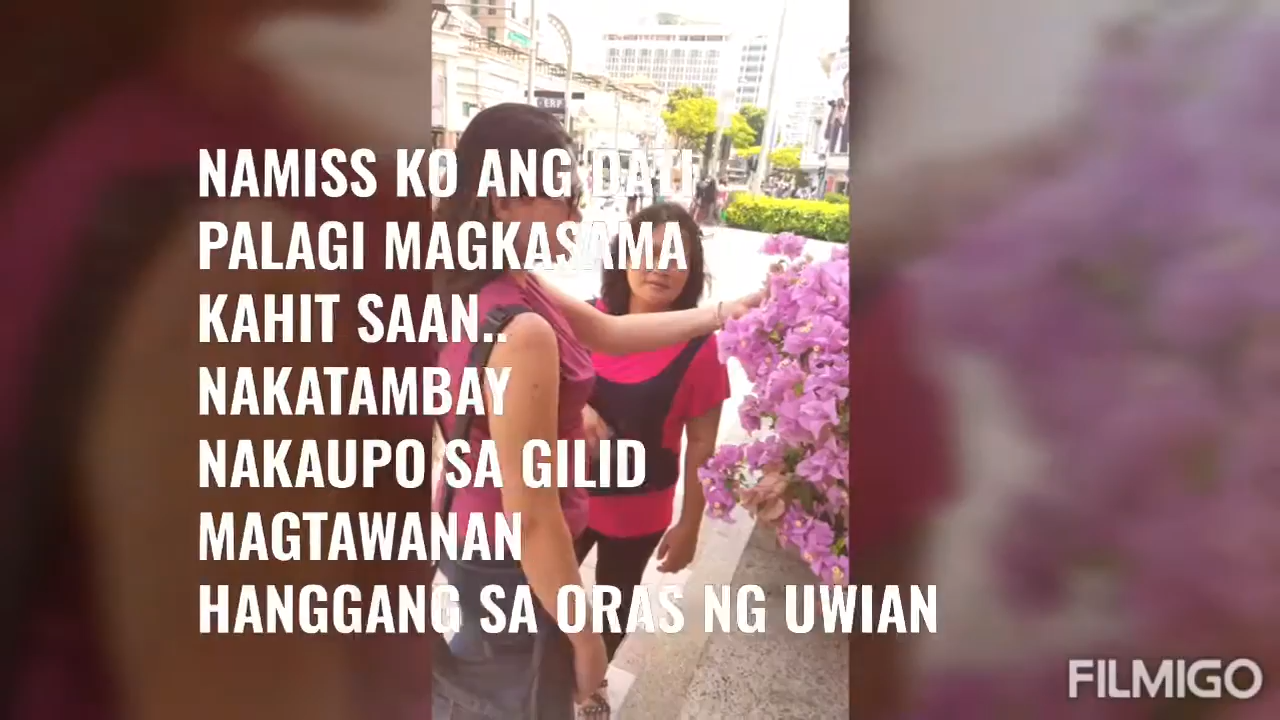 ERP
NAMISS KO ANG DATI
PALAGI MAGKASAMA
KAHIT SAAN..
NAKATAMBAY
NAKAUPO SA GILID
MAGTAWANAN
HANGGANG SA ORAS NG UWIAN
FILMIGO